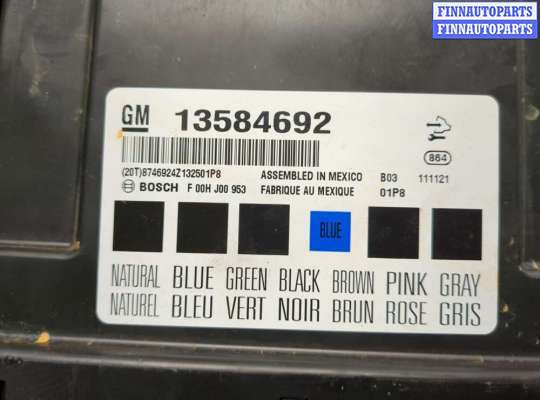 FINNAUTOPARTS
FINNAUTOPARTS
GM 13584692
864
(20T)8746924Z132501P8 ASSEMBLED IN MEXICO B03 111121
BOSCH F 00H J00 953 FABRIQUE AU MEXIQUE 01P8
BLUE
NATURAL BLUE GREEN BLACK BROWN PINK GRAY
NATUREL BLEU VERT NOIR BRUN ROSE GRIS